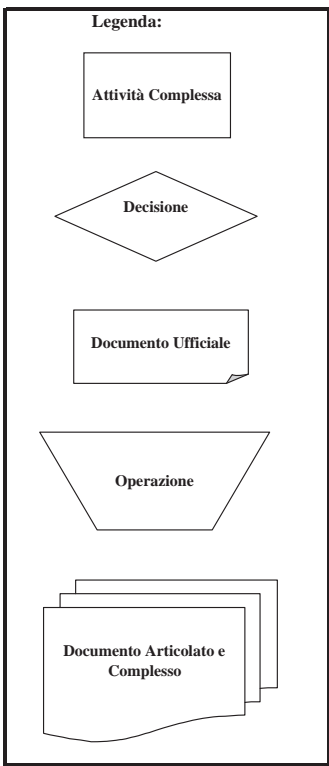 Legenda:
Attività Complessa
Decisione
Documento Ufficiale
Operazione
Documento Articolato e
Complesso